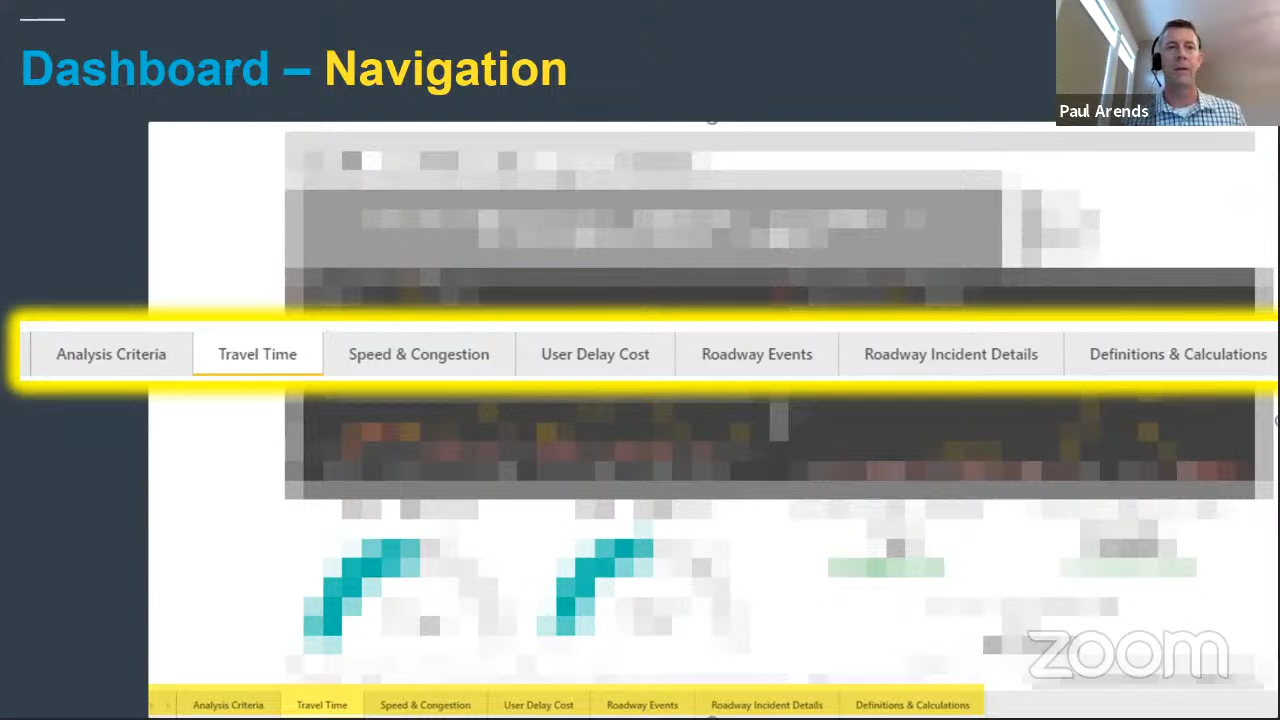 Dashboard – Navigation
Paul Arends
Analysis Criteria Travel Time Speed & Congestion User Delay Cost Roadway Events Roadway Incident Details Definitions & Calculations
zoom
Analysis Criteria Travel Time Speed & Congestion User Delay Cost Roadway Events Roadway Incident Details Definitions & Calculations